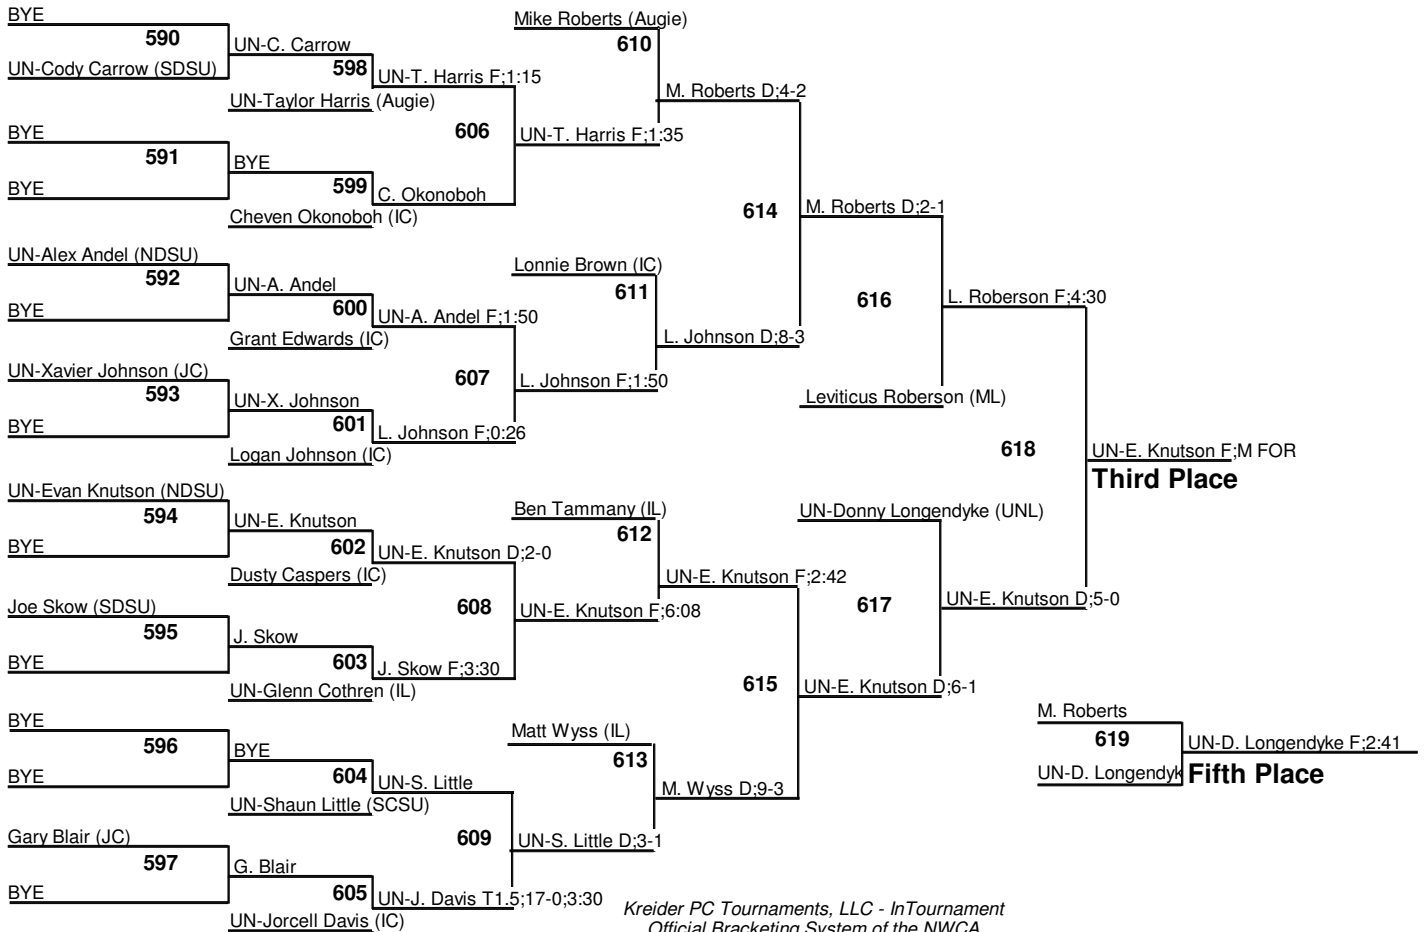 BYE
590
UN-Cody Carrow (SDSU)
BYE
591
BYE
UN-Alex Andel (NDSU)
592
BYE
UN-Xavier Johnson (JC)
593
BYE
UN-Evan Knutson (NDSU)
594
BYE
Joe Skow (SDSU)
595
BYE
BYE
596
BYE
Gary Blair (JC)
597
BYE
UN-C. Carrow
598
UN-Taylor Harris (Augie)
BYE
599
Cheven Okonoboh (IC)
UN-A. Andel
600
Grant Edwards (IC)
UN-X. Johnson
601
Logan Johnson (IC)
UN-E. Knutson
602
Dusty Caspers (IC)
J. Skow
603
UN-Glenn Cothren (IL)
BYE
604
UN-Shaun Little (SCSU)
G. Blair
605
UN-Jorcell Davis (IC)
UN-T. Harris F;1:15
606
C. Okonoboh
UN-A. Andel F;1:50
607
L. Johnson F;0:26
UN-E. Knutson D;2-0
608
J. Skow F;3:30
UN-S. Little
609
UN-J. Davis T1.5;17-0;3:30
Mike Roberts (Augie)
610
UN-T. Harris F;1:35
Lonnie Brown (IC)
611
L. Johnson F;1:50
Ben Tammany (IL)
612
UN-E. Knutson F;6:08
Matt Wyss (IL)
613
UN-S. Little D;3-1
M. Roberts D;4-2
614
L. Johnson D;8-3
UN-E. Knutson F;2:42
615
M. Wyss D;9-3
M. Roberts D;2-1
616
Leviticus Roberson (ML)
UN-Donny Longendyke (UNL)
617
UN-E. Knutson D;6-1
L. Roberson F;4:30
618
UN-E. Knutson D;5-0
UN-E. Knutson F;M FOR
Third Place
M. Roberts
619
UN-D. Longendyk
UN-D. Longendyke F;2:41
Fifth Place
Kreider PC Tournaments, LLC - InTournament
Official Bracketing System of the NWCA